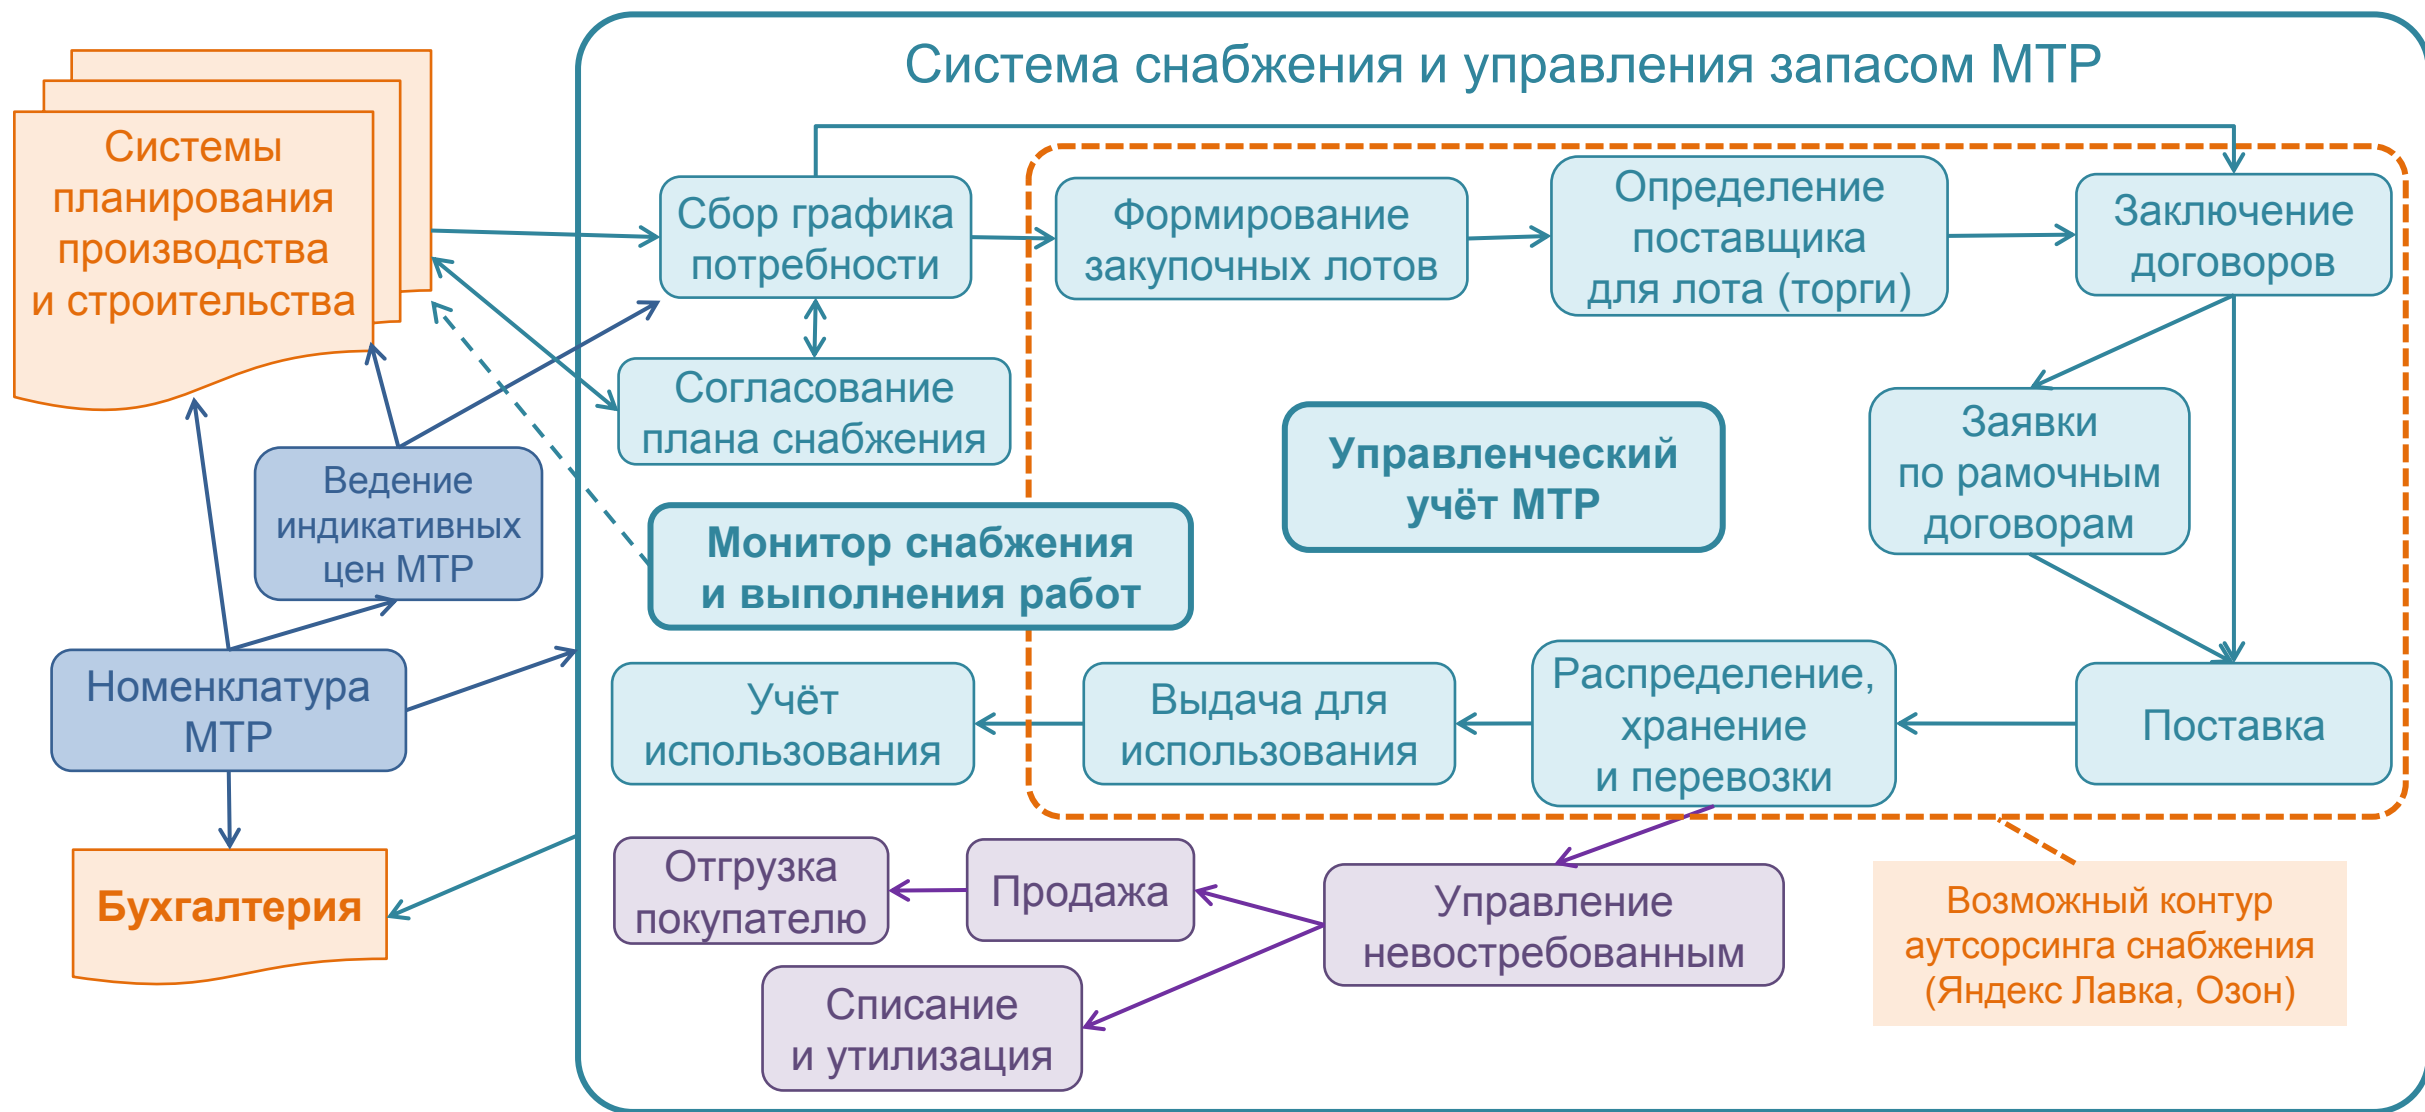 Система снабжения и управления запасом МТР
Системы
планирования
производства
и строительства
Сбор графика
потребности
Формирование
закупочных лотов
Определение
поставщика
для лота (торги)
Заключение
договоров
Согласование
плана снабжения
Заявки
по рамочным
договорам
Управленческий
учёт МТР
Ведение
индикативных
цен МТР
Монитор снабжения
и выполнения работ
Номенклатура
МТР
Учёт
использования
Выдача для
использования
Распределение,
хранение
и перевозки
Поставка
Бухгалтерия
Отгрузка
покупателю
Продажа
Управление
невостребованным
Возможный контур
аутсорсинга снабжения
(Яндекс Лавка, Озон)
Списание
и утилизация